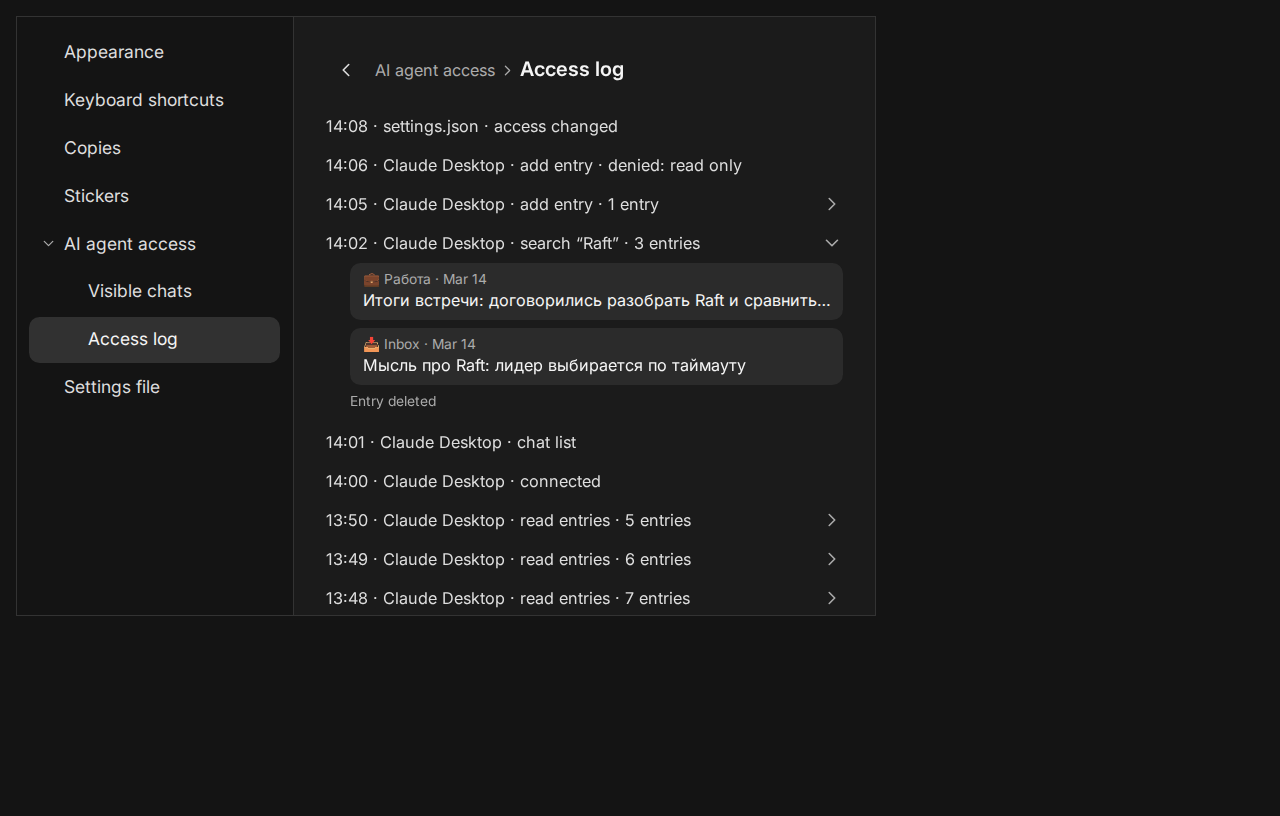 Appearance
Keyboard shortcuts
Copies
Stickers
AI agent access
Visible chats
Access log
Settings file
AI agent access › Access log
14:08 · settings.json · access changed
14:06 · Claude Desktop · add entry · denied: read only
14:05 · Claude Desktop · add entry · 1 entry
14:02 · Claude Desktop · search “Raft” · 3 entries
💼 Работа · Mar 14
Итоги встречи: договорились разобрать Raft и сравнить…
📥 Inbox · Mar 14
Мысль про Raft: лидер выбирается по таймауту
Entry deleted
14:01 · Claude Desktop · chat list
14:00 · Claude Desktop · connected
13:50 · Claude Desktop · read entries · 5 entries
13:49 · Claude Desktop · read entries · 6 entries
13:48 · Claude Desktop · read entries · 7 entries